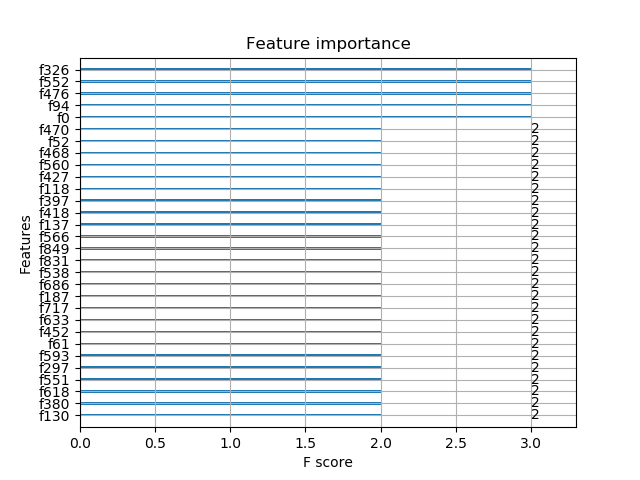 Feature importance
f326
f552
f476
f94
f0
f470 2
f52 2
f468 2
f560 2
f427 2
f118 2
f397 2
f418 2
f137 2
f566 2
f849 2
f831 2
f538 2
f686 2
f187 2
f717 2
f633 2
f452 2
f61 2
f593 2
f297 2
f551 2
f618 2
f380 2
f130 2
Features
0.0 0.5 1.0 1.5 2.0 2.5 3.0
F score